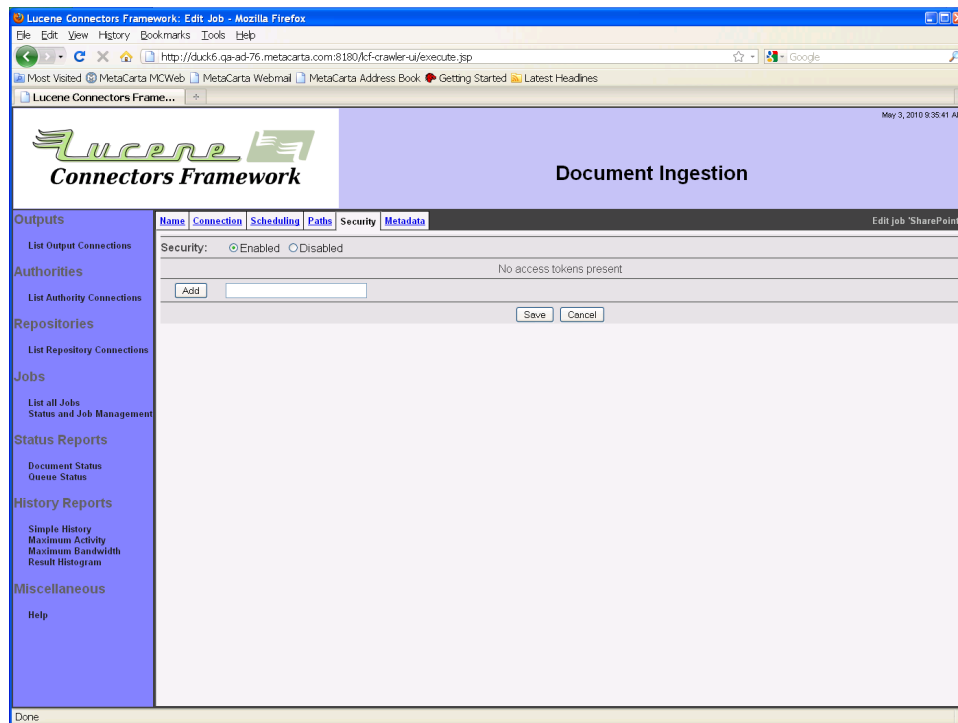 Lucene Connectors Framework: Edit Job - Mozilla Firefox
File Edit View History Bookmarks Tools Help
http://duck6.qa-ad-76.metacarta.com:8180/lcf-crawler-ui/execute.jsp
Google
Most Visited MetaCarta MCWeb MetaCarta Webmail MetaCarta Address Book Getting Started Latest Headlines
Lucene Connectors Frame...
May 3, 2010 9:35:41 A
Lucene
Connectors Framework
Document Ingestion
Outputs
List Output Connections
Authorities
List Authority Connections
Repositories
List Repository Connections
Jobs
List all Jobs
Status and Job Management
Status Reports
Document Status
Queue Status
History Reports
Simple History
Maximum Activity
Maximum Bandwidth
Result Histogram
Miscellaneous
Help
Name Connection Scheduling Paths Security Metadata
Edit job 'SharePoint
Security: Enabled Disabled
No access tokens present
Add
Save Cancel
Done